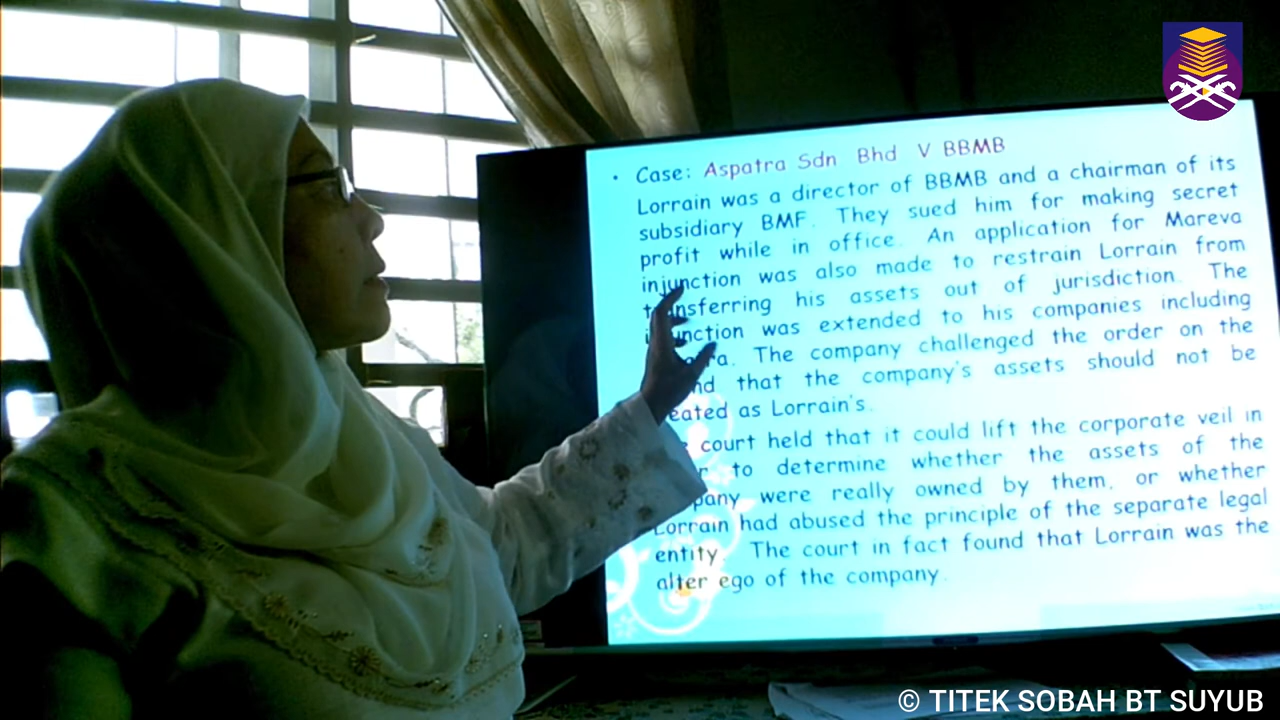 • Case: Aspatra Sdn Bhd V BBMB
Lorrain was a director of BBMB and a chairman of its
subsidiary BMF. They sued him for making secret
profit while in office. An application for Mareva
injunction was also made to restrain Lorrain from
transferring his assets out of jurisdiction. The
injunction was extended to his companies including
The company challenged the order on the
that the company's assets should not be
as Lorrain's.
court held that it could lift the corporate veil in
to determine whether the assets of the
were really owned by them, or whether
Lorrain had abused the principle of the separate legal
entity. The court in fact found that Lorrain was the
alter ego of the company.
© TITEK SOBAH BT SUYUB